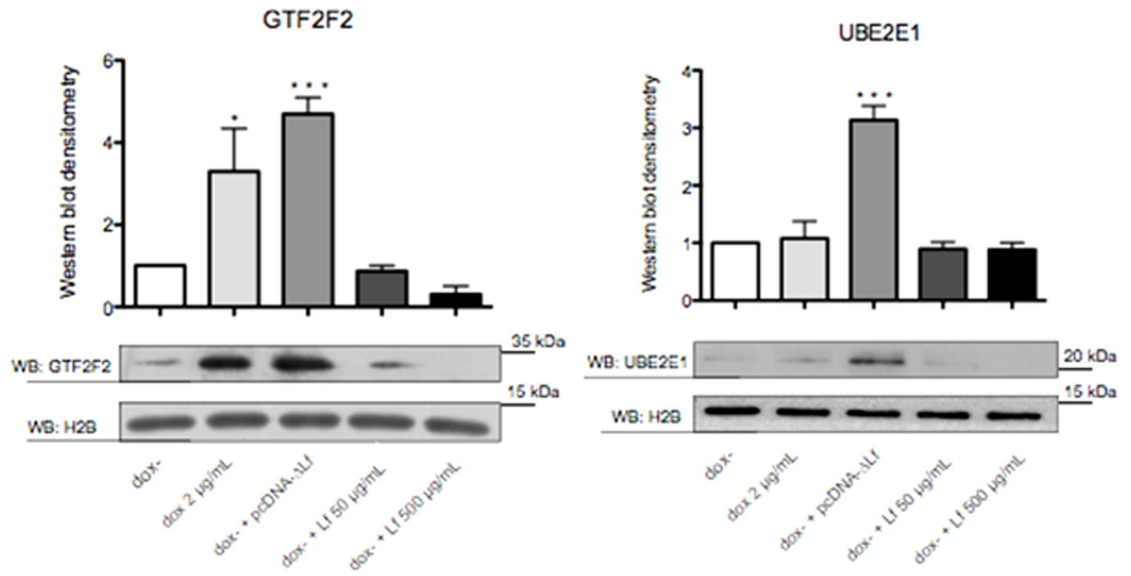 GTF2F2
Western blot densitometry
6
4
2
0
*
***
WB: GTF2F2
35 kDa
15 kDa
WB: H2B
dox-
dox 2 µg/mL
dox- + pcDNA-ΔLf
dox- + Lf 50 µg/mL
dox- + Lf 500 µg/mL
UBE2E1
Western blot densitometry
4
3
2
1
0
***
WB: UBE2E1
20 kDa
15 kDa
WB: H2B
dox-
dox 2 µg/mL
dox- + pcDNA-ΔLf
dox- + Lf 50 µg/mL
dox- + Lf 500 µg/mL